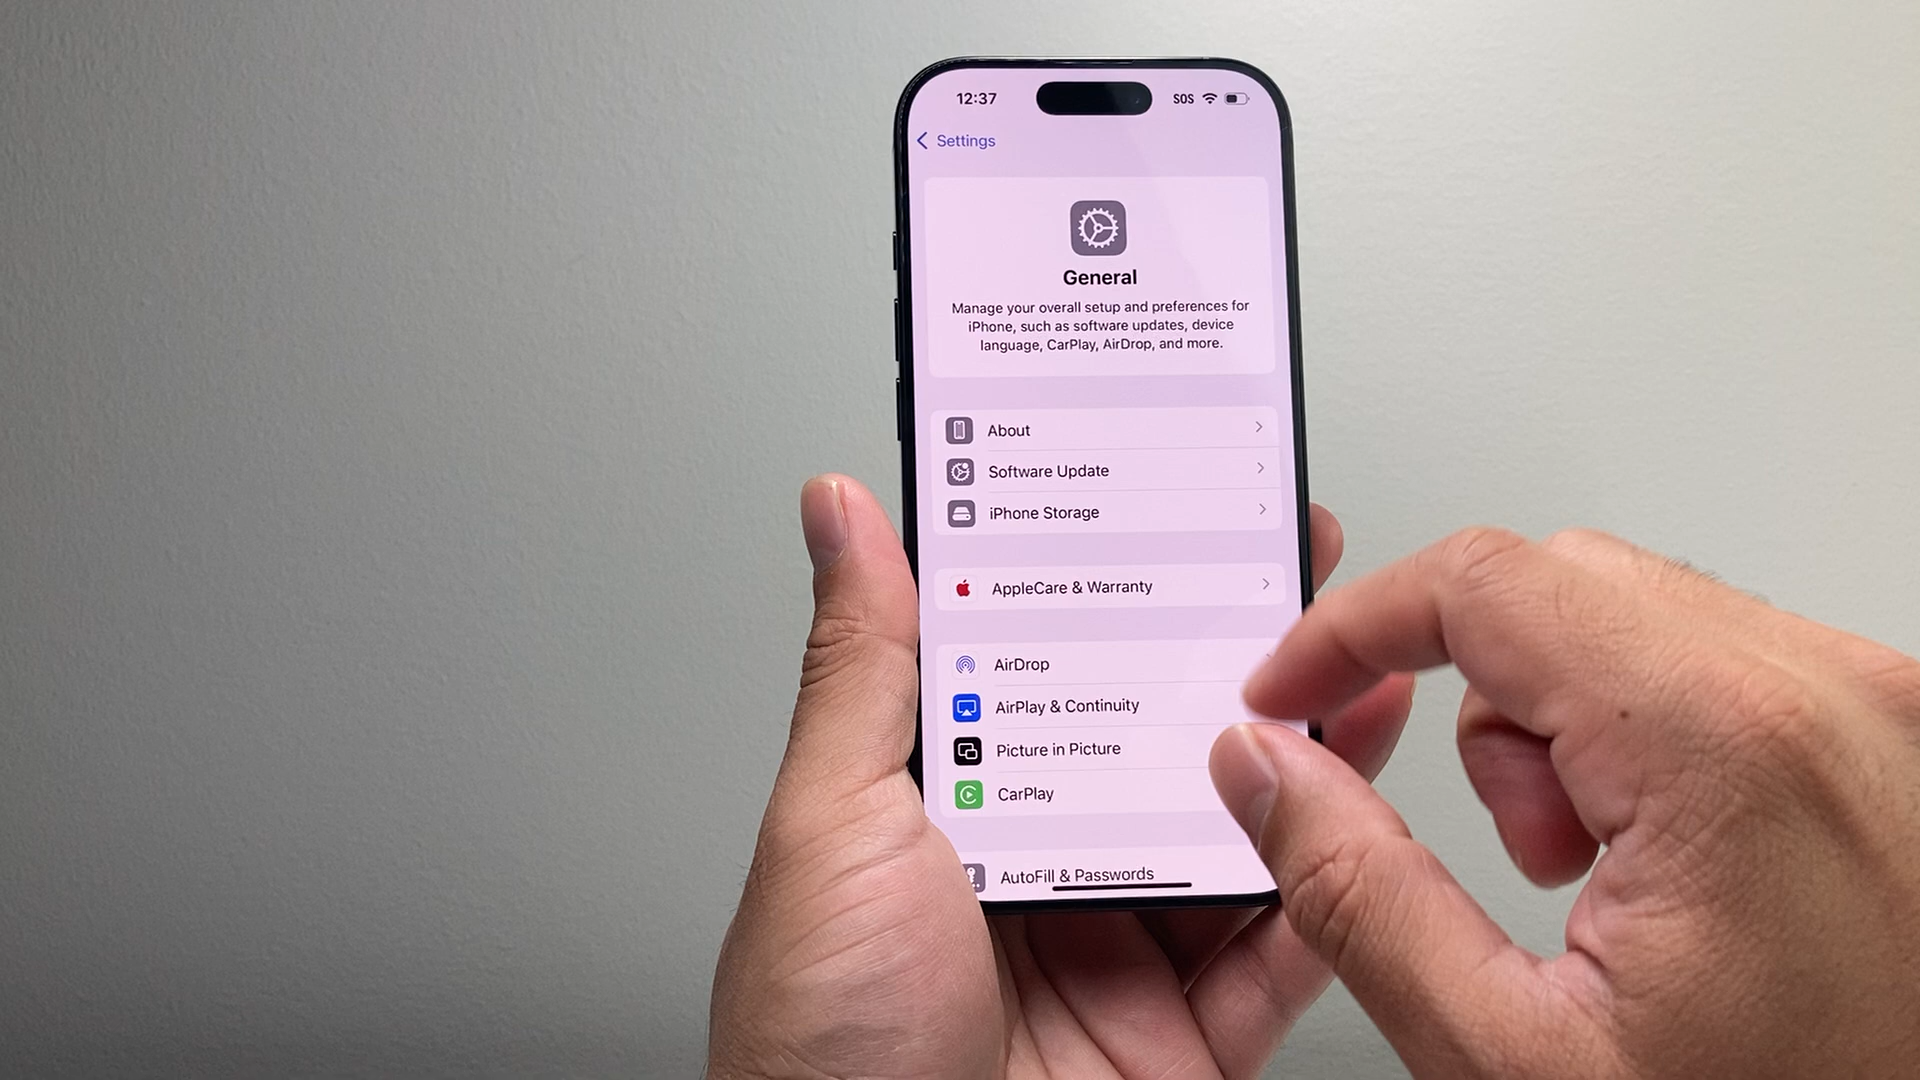 12:37
SOS
Settings
General
Manage your overall setup and preferences for
iPhone, such as software updates, device
language, CarPlay, AirDrop, and more.
About
Software Update
iPhone Storage
AppleCare & Warranty
AirDrop
AirPlay & Continuity
Picture in Picture
CarPlay
AutoFill & Passwords